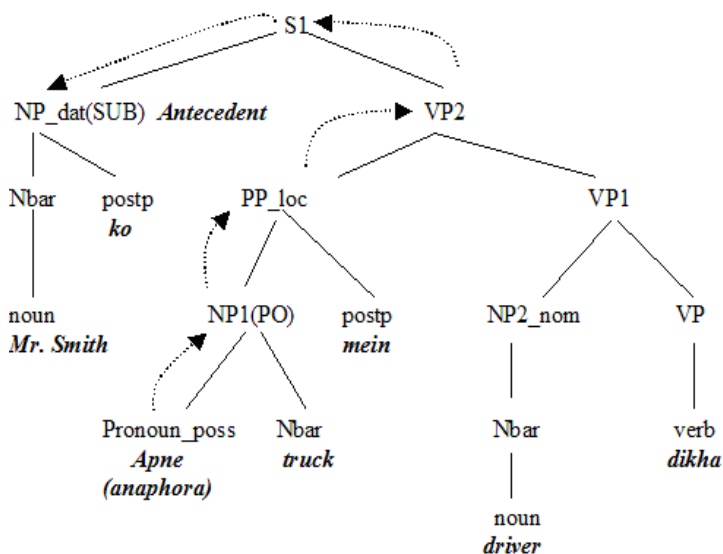 S1
NP_dat(SUB) Antecedent VP2
Nbar postp PP_loc VP1
ko
noun NP1(PO) postp NP2_nom VP
Mr. Smith mein
Pronoun_poss Nbar Nbar verb
Apne truck dikha
(anaphora)
noun
driver